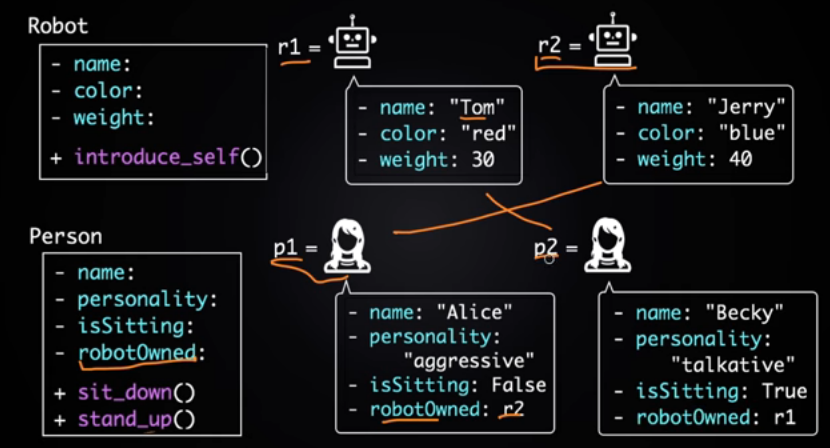 Robot
- name:
- color:
- weight:
+ introduce_self()
r1 =
- name: "Tom"
- color: "red"
- weight: 30
r2 =
- name: "Jerry"
- color: "blue"
- weight: 40
Person
- name:
- personality:
- isSitting:
- robotOwned:
+ sit_down()
+ stand_up()
p1 =
- name: "Alice"
- personality:
"aggressive"
- isSitting: False
- robotOwned: r2
p2 =
- name: "Becky"
- personality:
"talkative"
- isSitting: True
- robotOwned: r1